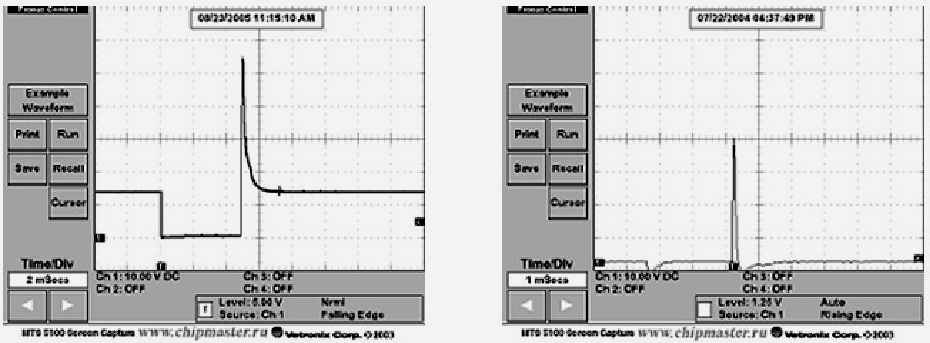 Example
Waveform
Print
Run
Save
Recall
Cursor
Time/Div
2 mSecs
08/23/2005 11:15:10 AM
Ch 1: 10.00 V DC
Ch 3: OFF
Ch 2: OFF
Ch 4: OFF
Level: 5.00 V
Nrml
Source: Ch 1
Falling Edge
MTS 5100 Screen Capture www.chipmaster.ru Vetronix Corp. ©2003
Example
Waveform
Print
Run
Save
Recall
Cursor
Time/Div
1 mSecs
07/22/2004 04:37:49 PM
Ch 1: 10.00 V DC
Ch 3: OFF
Ch 2: OFF
Ch 4: OFF
Level: 1.25 V
Auto
Source: Ch 1
Rising Edge
MTS 5100 Screen Capture www.chipmaster.ru Vetronix Corp. ©2003